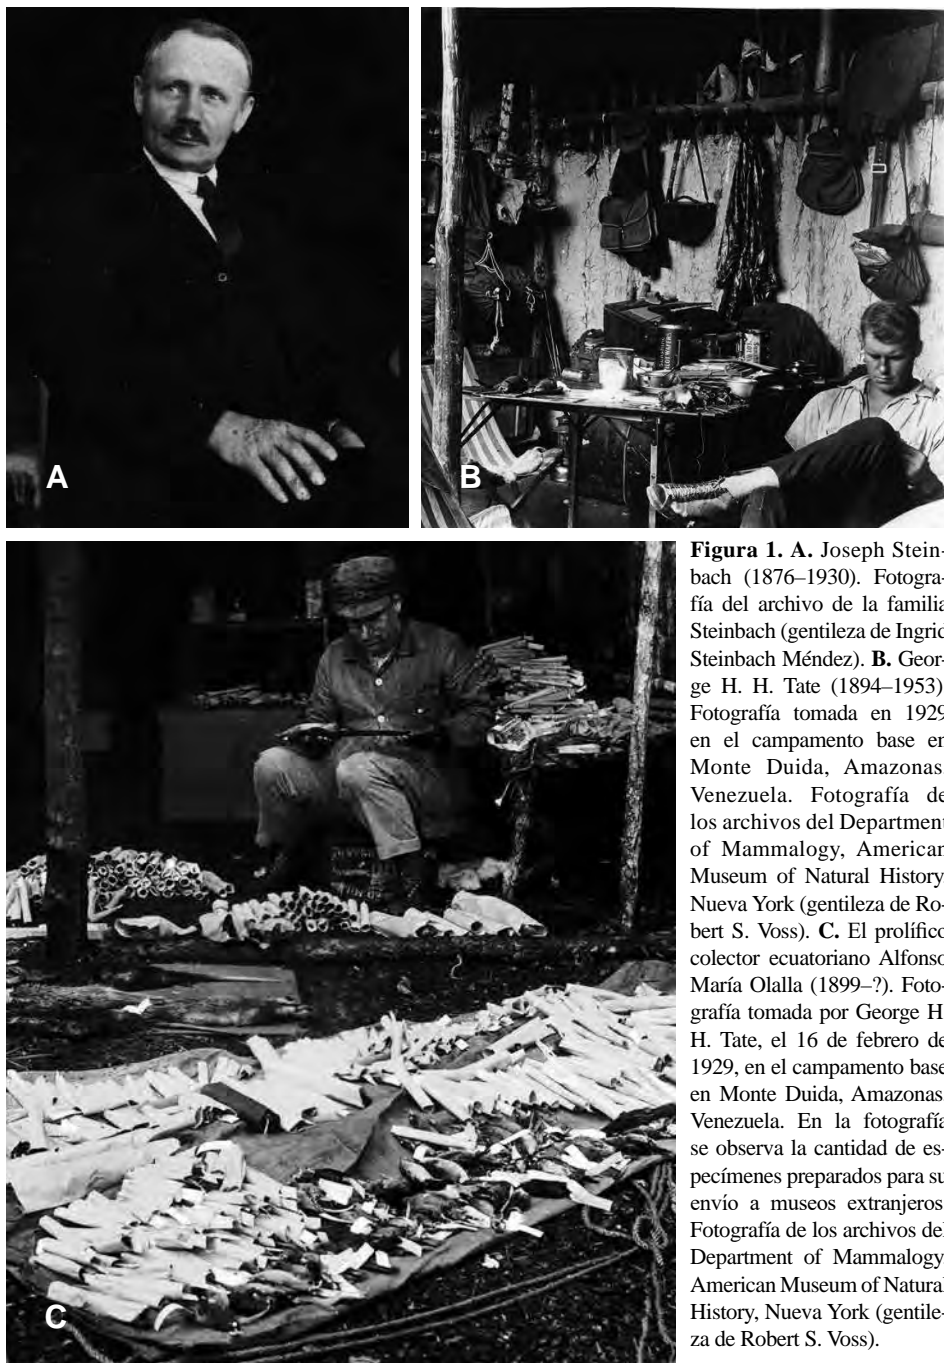 A
B
C
Figura 1. A. Joseph Stein-
bach (1876–1930). Fotogra-
fía del archivo de la familia
Steinbach (gentileza de Ingrid
Steinbach Méndez). B. Geor-
ge H. H. Tate (1894–1953)
Fotografía tomada en 1929
en el campamento base en
Monte Duida, Amazonas,
Venezuela. Fotografía de
los archivos del Department
of Mammalogy, American
Museum of Natural History
Nueva York (gentileza de Ro-
bert S. Voss). C. El prolífico
colector ecuatoriano Alfonso
María Olalla (1899–?). Foto-
grafía tomada por George H.
H. Tate, el 16 de febrero de
1929, en el campamento base
en Monte Duida, Amazonas,
Venezuela. En la fotografía
se observa la cantidad de es-
pecímenes preparados para su
envío a museos extranjeros.
Fotografía de los archivos del
Department of Mammalogy,
American Museum of Natural
History, Nueva York (gentile-
za de Robert S. Voss).